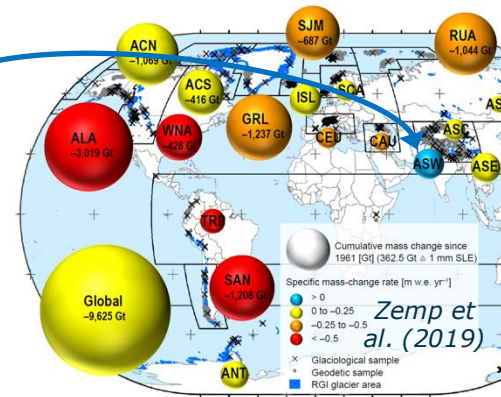 SJM
–687 Gt
RUA
–1,044 Gt
ACN
–1,069 Gt
ACS
–416 Gt
ISL
SCA
ALA
–3,019 Gt
WNA
–428 Gt
GRL
–1,237 Gt
CEU
CAU
ASW
ASC
ASE
TRP
SAN
–1,208 Gt
Global
–9,625 Gt
ANT
Cumulative mass change since
1961 [Gt] (362.5 Gt ≙ 1 mm SLE)
Specific mass-change rate [m w.e. yr⁻¹]
> 0
0 to –0.25
–0.25 to –0.5
< –0.5
Glaciological sample
Geodetic sample
RGI glacier area
Zemp et
al. (2019)